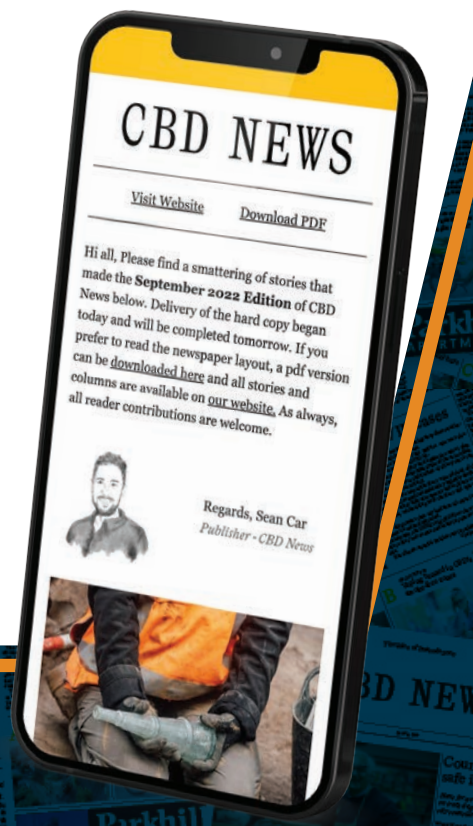 CBD NEWS
Visit Website
Download PDF
Hi all, Please find a smattering of stories that
made the September 2022 Edition of CBD
News below. Delivery of the hard copy began
today and will be completed tomorrow. If you
prefer to read the newspaper layout, a pdf version
can be downloaded here and all stories and
columns are available on our website. As always,
all reader contributions are welcome.
Regards, Sean Car
Publisher - CBD News
BD NEW
Parkhill